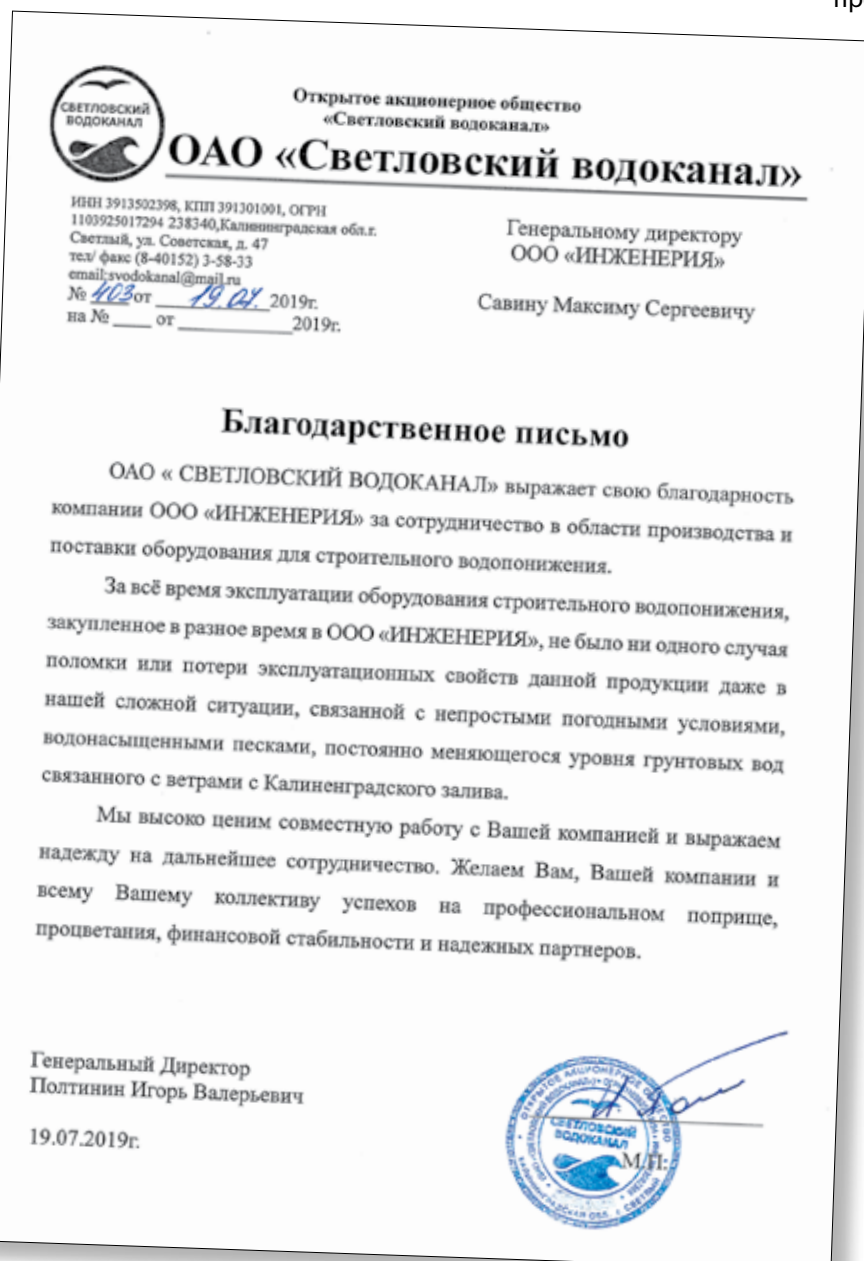 пр
СВЕТЛОВСКИЙ
ВОДОКАНАЛ
Открытое акционерное общество
«Светловский водоканал»
ОАО «Светловский водоканал»
ИНН 3913502398, КПП 391301001, ОГРН
1103925017294 238340,Калининградская обл.г.
Светлый, ул. Советская, д. 47
тел/ факс (8-40152) 3-58-33
email:svodokanal@mail.ru
№ 403 от 19.07. 2019г.
на № ____ от ____________2019г.
Генеральному директору
ООО «ИНЖЕНЕРИЯ»
Савину Максиму Сергеевичу
Благодарственное письмо
ОАО « СВЕТЛОВСКИЙ ВОДОКАНАЛ» выражает свою благодарность
компании ООО «ИНЖЕНЕРИЯ» за сотрудничество в области производства и
поставки оборудования для строительного водопонижения.
За всё время эксплуатации оборудования строительного водопонижения,
закупленное в разное время в ООО «ИНЖЕНЕРИЯ», не было ни одного случая
поломки или потери эксплуатационных свойств данной продукции даже в
нашей сложной ситуации, связанной с непростыми погодными условиями,
водонасыщенными песками, постоянно меняющегося уровня грунтовых вод
связанного с ветрами с Калиненградского залива.
Мы высоко ценим совместную работу с Вашей компанией и выражаем
надежду на дальнейшее сотрудничество. Желаем Вам, Вашей компании и
всему Вашему коллективу успехов на профессиональном поприще,
процветания, финансовой стабильности и надежных партнеров.
Генеральный Директор
Полтинин Игорь Валерьевич
19.07.2019г.
ОТКРЫТОЕ АКЦИОНЕРНОЕ ОБЩЕСТВО
СВЕТЛОВСКИЙ
ВОДОКАНАЛ
М.П.